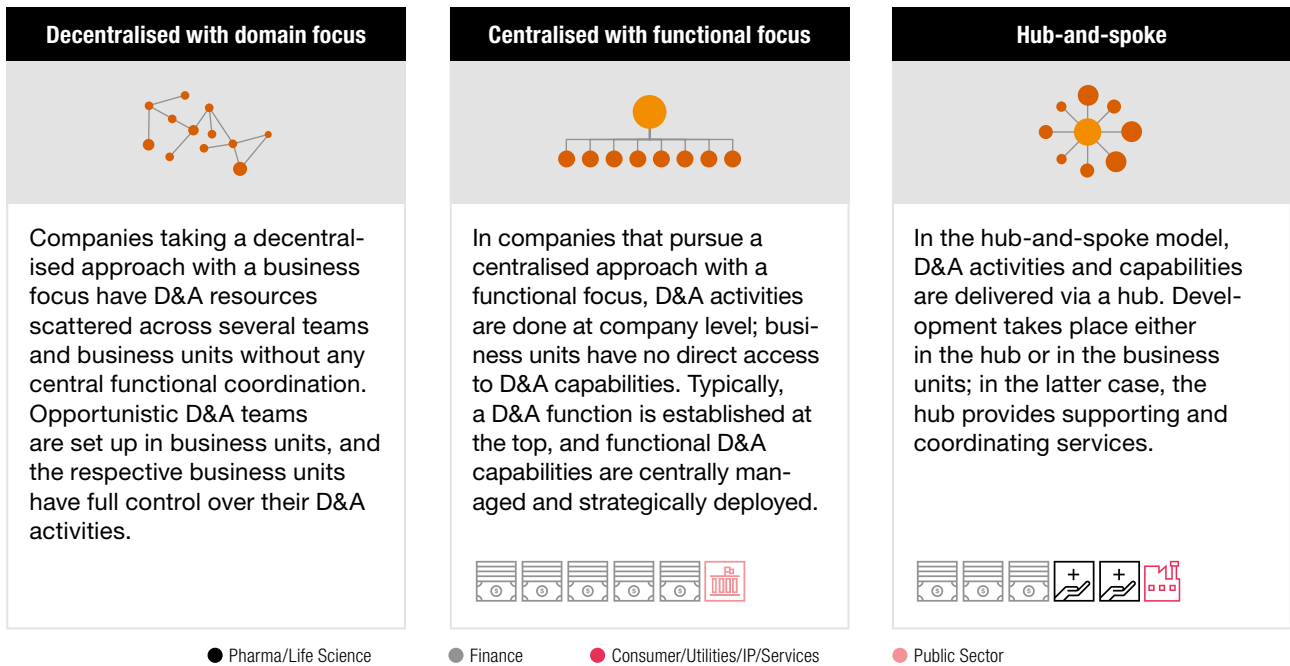 Decentralised with domain focus
Companies taking a decentral-
ised approach with a business
focus have D&A resources
scattered across several teams
and business units without any
central functional coordination.
Opportunistic D&A teams
are set up in business units, and
the respective business units
have full control over their D&A
activities.
Centralised with functional focus
In companies that pursue a
centralised approach with a
functional focus, D&A activities
are done at company level; busi-
ness units have no direct access
to D&A capabilities. Typically,
a D&A function is established at
the top, and functional D&A
capabilities are centrally man-
aged and strategically deployed.
$ $ $ $ $
Hub-and-spoke
In the hub-and-spoke model,
D&A activities and capabilities
are delivered via a hub. Devel-
opment takes place either
in the hub or in the business
units; in the latter case, the
hub provides supporting and
coordinating services.
$ $ $ + +
Pharma/Life Science
Finance
Consumer/Utilities/IP/Services
Public Sector